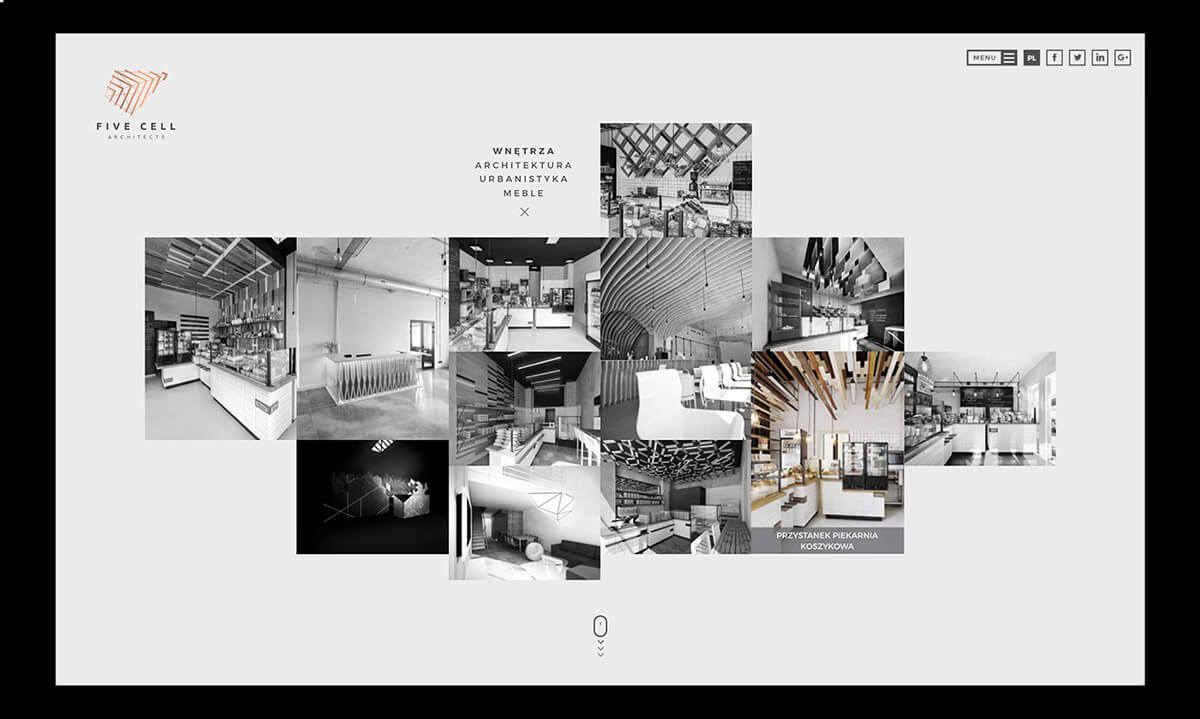 MENU
PL
f
in
G+
FIVE CELL
ARCHITECTS
WNĘTRZA
ARCHITEKTURA
URBANISTYKA
MEBLE
PRZYSTANEK PIEKARNIA
KOSZYKOWA